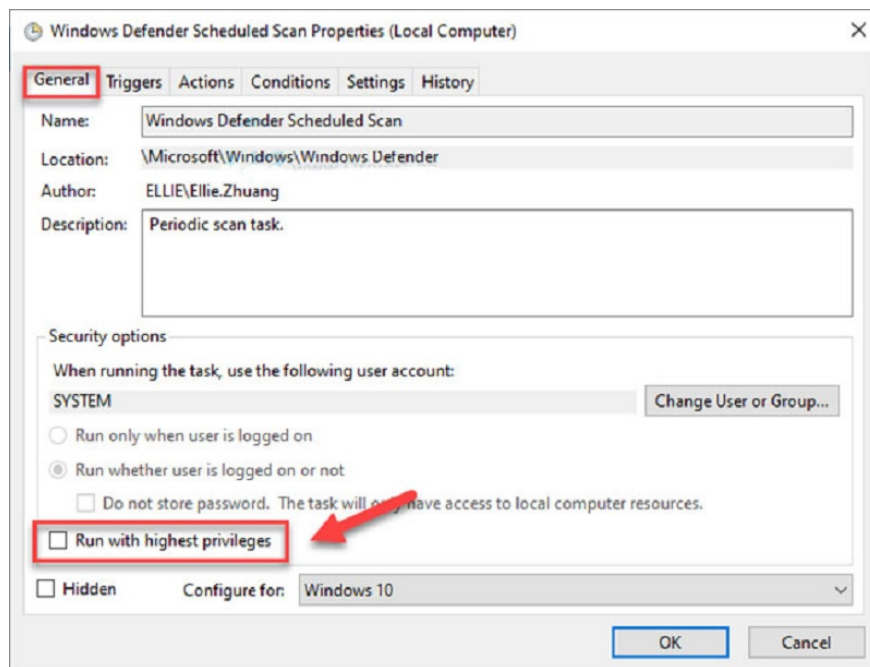 Windows Defender Scheduled Scan Properties (Local Computer)
General Triggers Actions Conditions Settings History
Name: Windows Defender Scheduled Scan
Location: \Microsoft\Windows\Windows Defender
Author: ELLIE\Ellie.Zhuang
Description: Periodic scan task.
Security options
When running the task, use the following user account:
SYSTEM Change User or Group...
Run only when user is logged on
Run whether user is logged on or not
Do not store password. The task will only have access to local computer resources.
Run with highest privileges
Hidden Configure for: Windows 10
OK Cancel